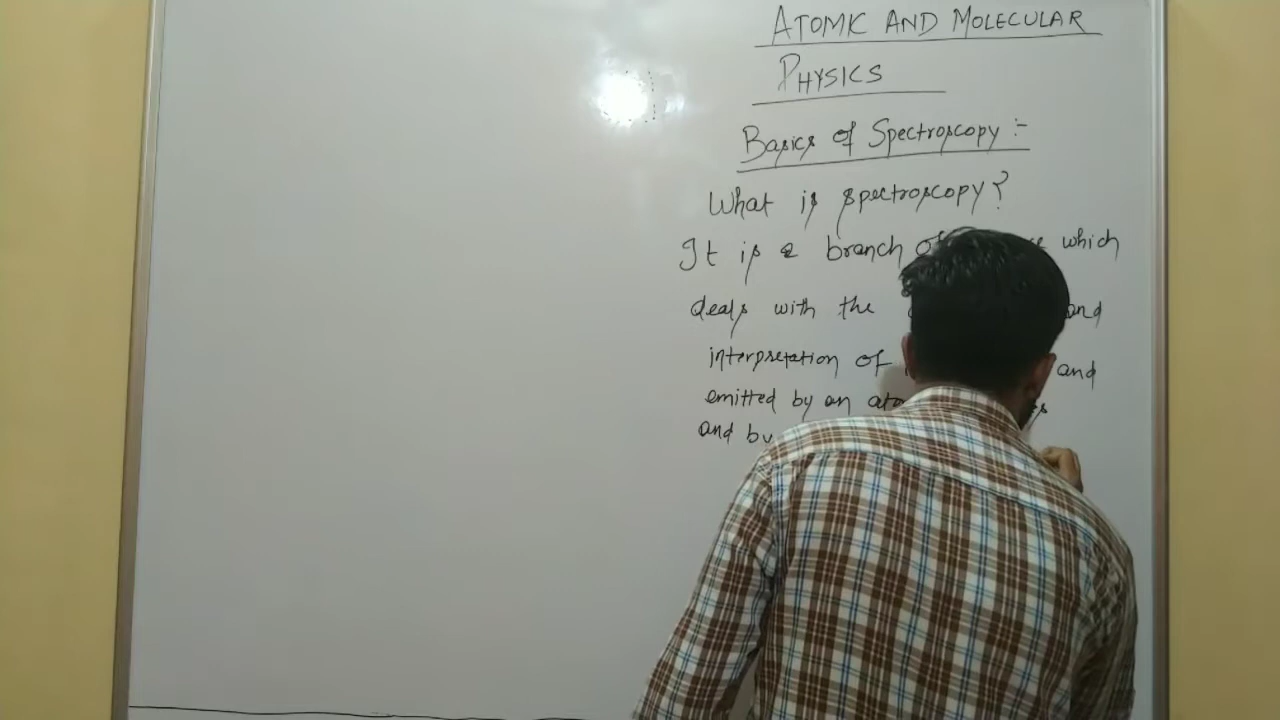 ATOMIC AND MOLECULAR
PHYSICS
Basics of Spectroscopy :-
What is spectroscopy?
It is a branch of which
deals with the and
interpretation of and
emitted by an
and by